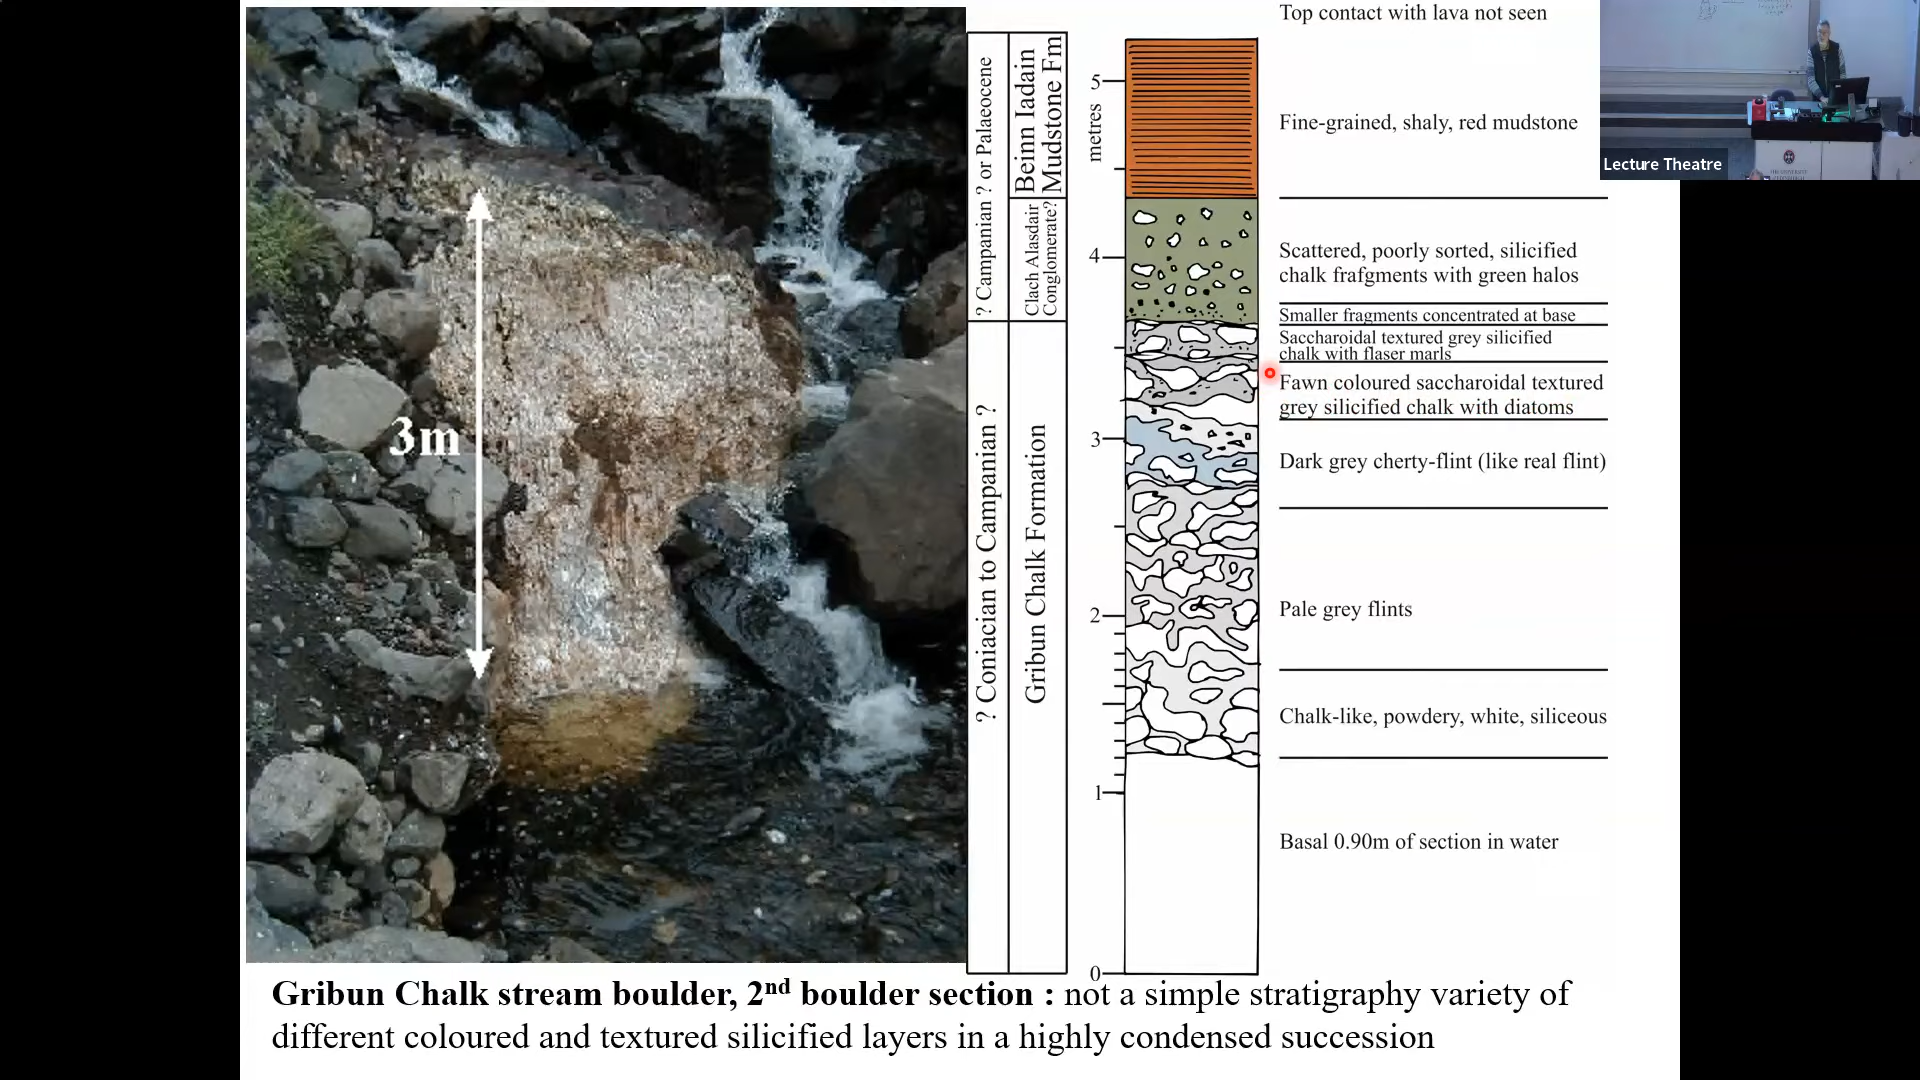 Top contact with lava not seen
? Campanian ? or Palaeocene
Beinn Iadain
Mudstone Fm
Clach Alasdair
Conglomerate?
? Coniacian to Campanian ?
Gribun Chalk Formation
metres
5
4
3
2
1
0
Fine-grained, shaly, red mudstone
Scattered, poorly sorted, silicified
chalk frafgments with green halos
Smaller fragments concentrated at base
Saccharoidal textured grey silicified
chalk with flaser marls
Fawn coloured saccharoidal textured
grey silicified chalk with diatoms
Dark grey cherty-flint (like real flint)
Pale grey flints
Chalk-like, powdery, white, siliceous
Basal 0.90m of section in water
3m
Lecture Theatre
Gribun Chalk stream boulder, 2nd boulder section : not a simple stratigraphy variety of
different coloured and textured silicified layers in a highly condensed succession